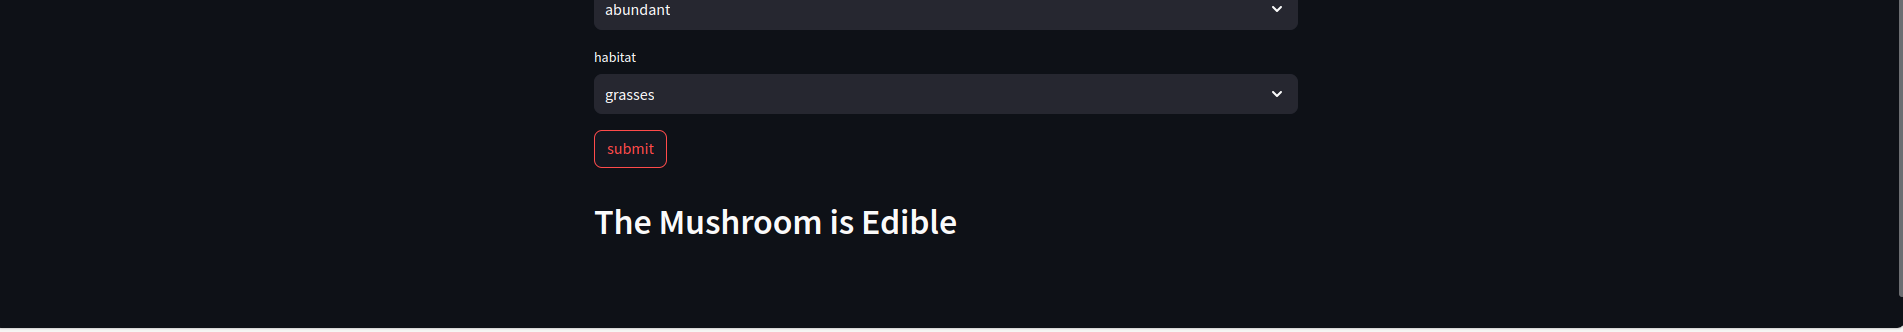 abundant
habitat
grasses
submit
The Mushroom is Edible